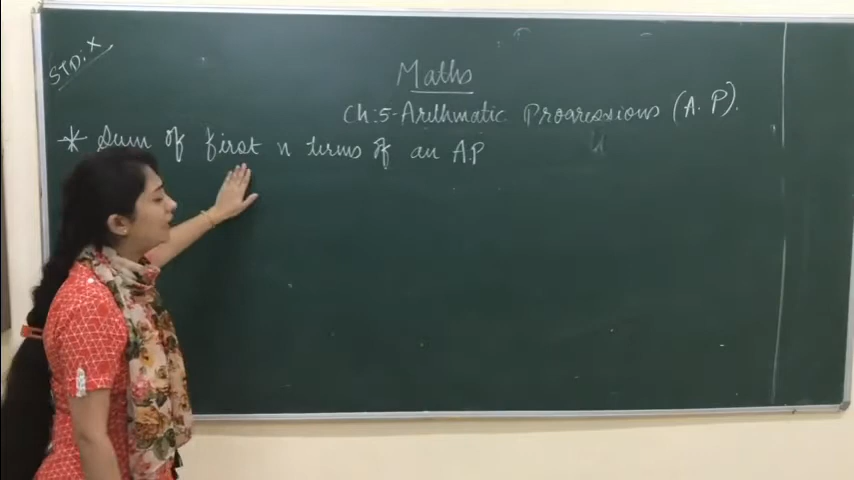 STD: X
Maths
Ch:5-Arithmatic Progressions (A.P).
* Sum of first n terms of an A.P